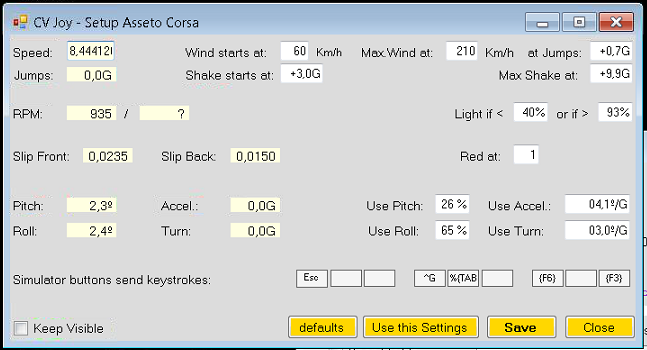 CV Joy - Setup Asseto Corsa
Speed: 8,444120 Wind starts at: 60 Km/h Max.Wind at: 210 Km/h at Jumps: +0,7G
Jumps: 0,0G Shake starts at: +3,0G Max Shake at: +9,9G
RPM: 935 / ? Light if < 40% or if > 93%
Slip Front: 0,0235 Slip Back: 0,0150 Red at: 1
Pitch: 2,3º Accel.: 0,0G Use Pitch: 26 % Use Accel.: 04,1º/G
Roll: 2,4º Turn: 0,0G Use Roll: 65 % Use Turn: 03,0º/G
Simulator buttons send keystrokes: Esc ^G %{TAB {F6} {F3}
Keep Visible defaults Use this Settings Save Close